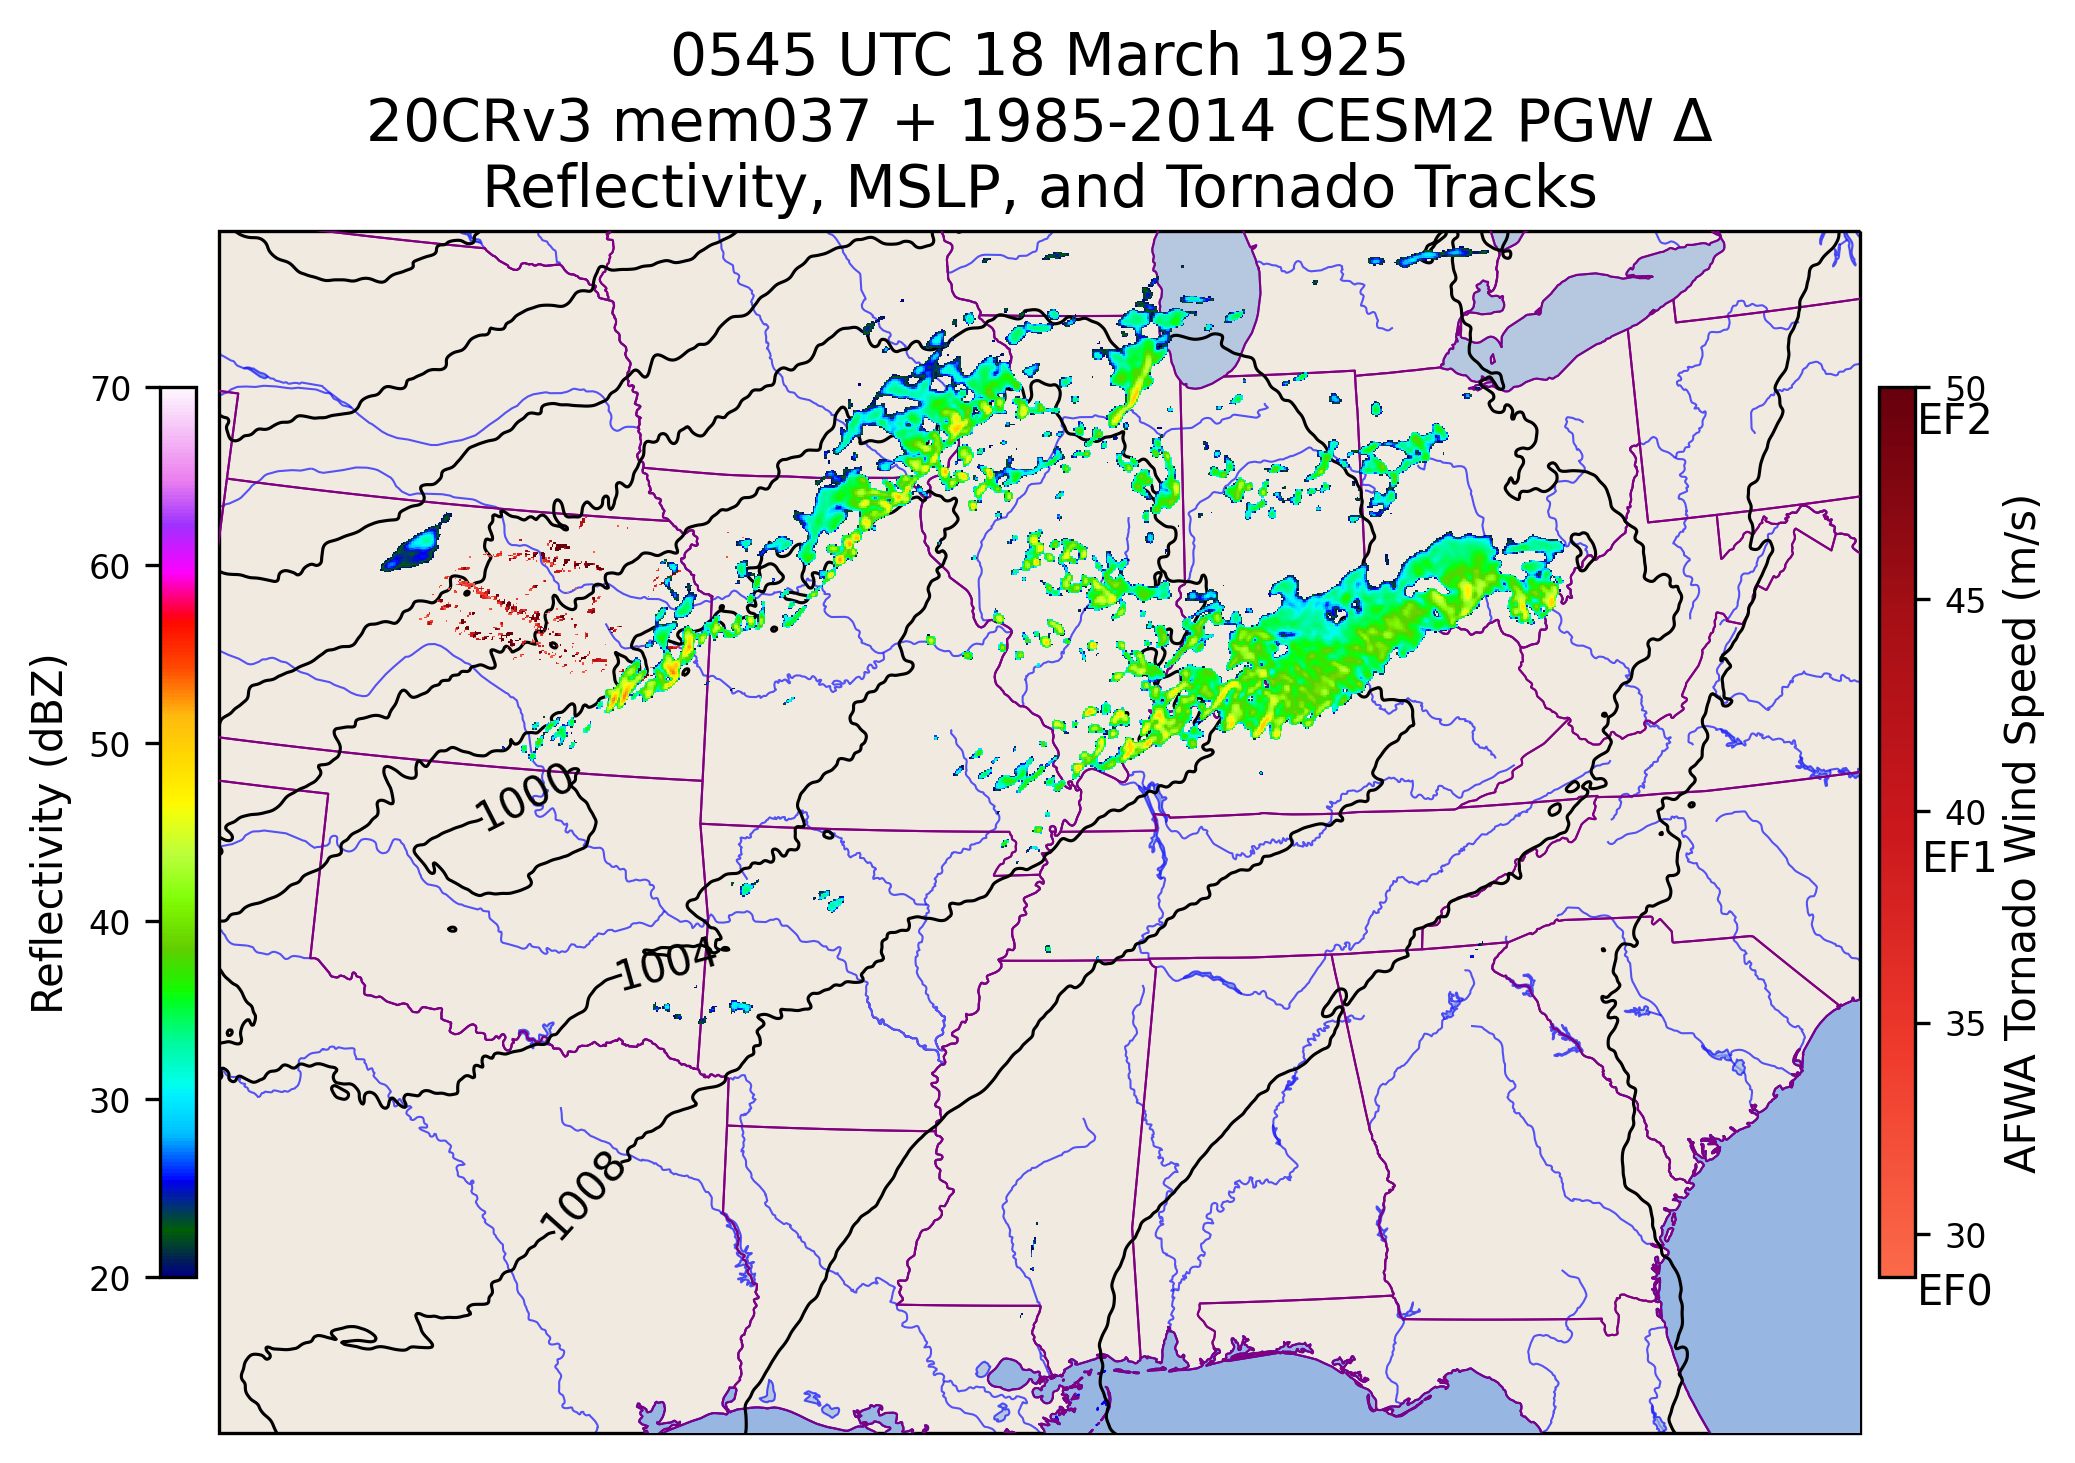 0545 UTC 18 March 1925
20CRv3 mem037 + 1985-2014 CESM2 PGW Δ
Reflectivity, MSLP, and Tornado Tracks
70
60
50
40
30
20
Reflectivity (dBZ)
1000
1004
1008
50
EF2
45
40
EF1
35
30
EF0
AFWA Tornado Wind Speed (m/s)